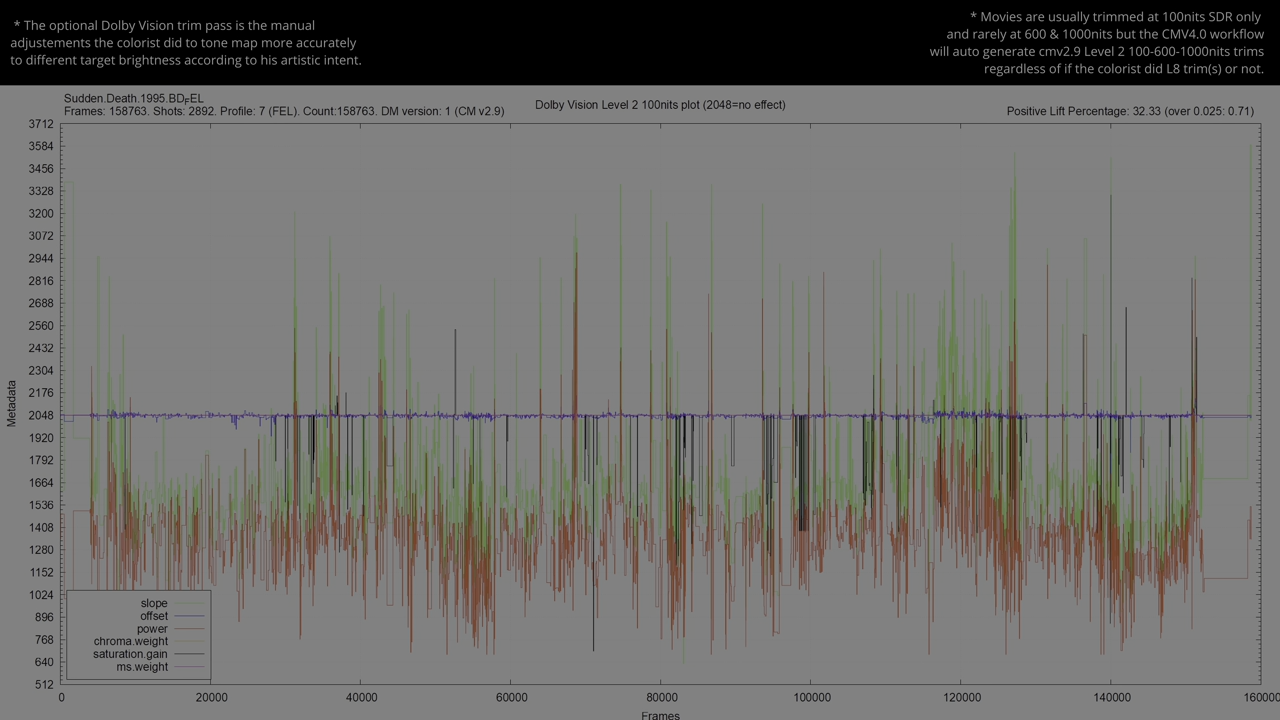 * The optional Dolby Vision trim pass is the manual
adjustements the colorist did to tone map more accurately
to different target brightness according to his artistic intent.
* Movies are usually trimmed at 100nits SDR only
and rarely at 600 & 1000nits but the CMV4.0 workflow
will auto generate cmv2.9 Level 2 100-600-1000nits trims
regardless of if the colorist did L8 trim(s) or not.
Sudden.Death.1995.BD_FEL
Frames: 158763. Shots: 2892. Profile: 7 (FEL). Count:158763. DM version: 1 (CM v2.9)
Dolby Vision Level 2 100nits plot (2048=no effect)
Positive Lift Percentage: 32.33 (over 0.025: 0.71)
3712
3584
3456
3328
3200
3072
2944
2816
2688
2560
2432
2304
2176
2048
1920
1792
1664
1536
1408
1280
1152
1024
896
768
640
512
Metadata
slope
offset
power
chroma.weight
saturation.gain
ms.weight
0
20000
40000
60000
80000
100000
120000
140000
160000
Frames